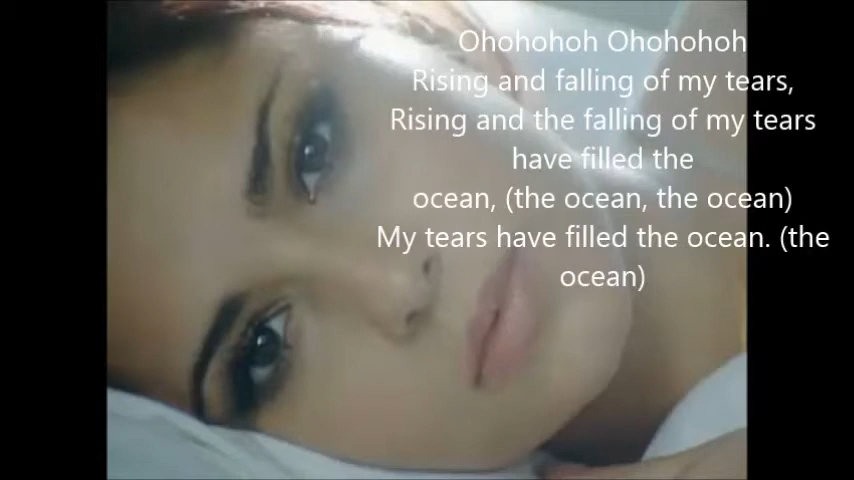 Ohohohoh Ohohohoh
Rising and falling of my tears,
Rising and the falling of my tears
have filled the
ocean, (the ocean, the ocean)
My tears have filled the ocean. (the
ocean)